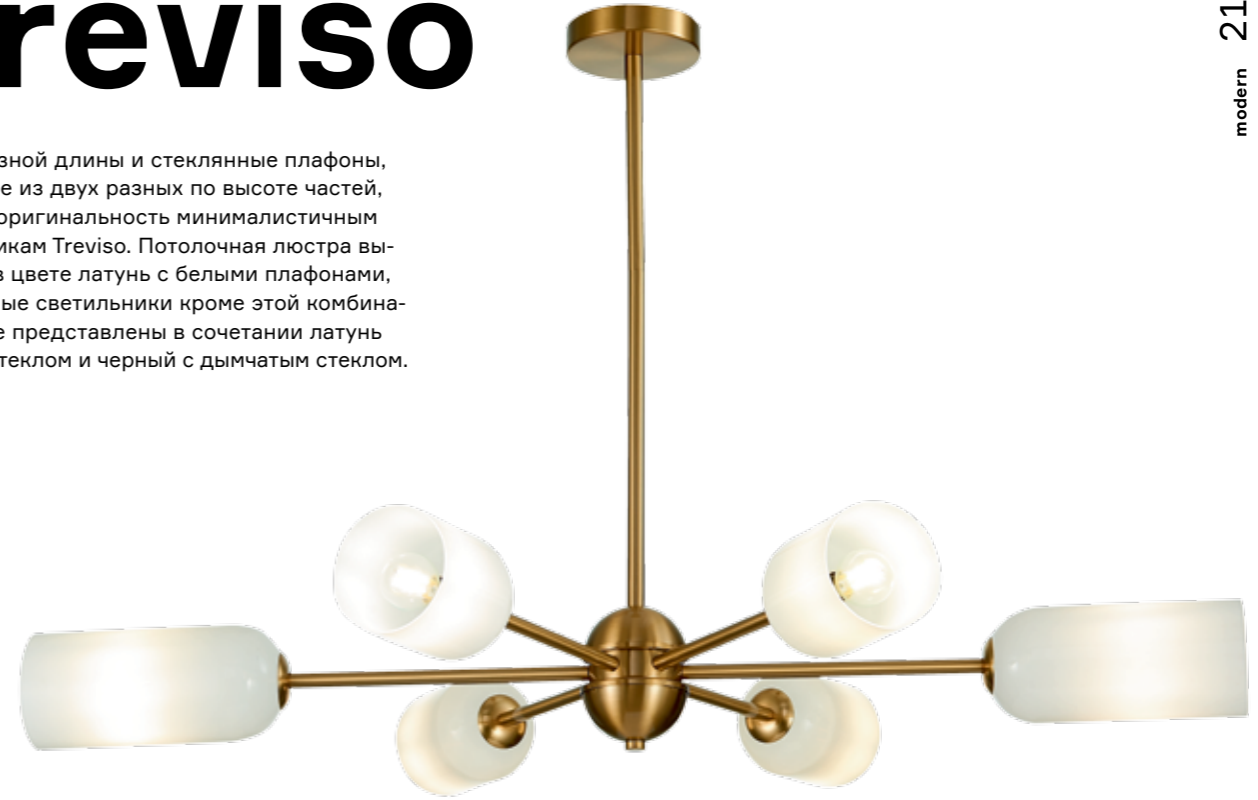 reviso
зной длины и стеклянные плафоны,
е из двух разных по высоте частей,
оригинальность минималистичным
икам Treviso. Потолочная люстра вы-
в цвете латунь с белыми плафонами,
ые светильники кроме этой комбина-
е представлены в сочетании латунь
теклом и черный с дымчатым стеклом.
modern 21